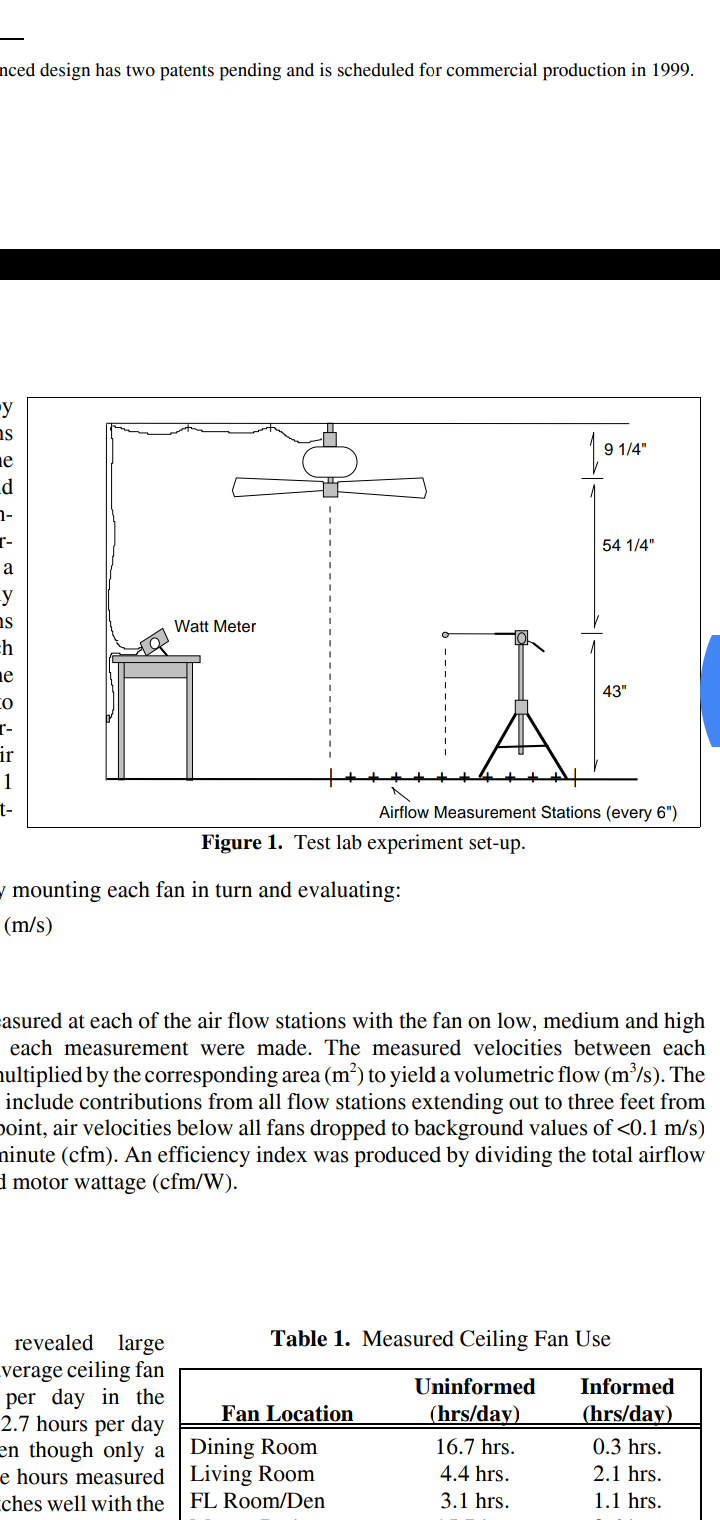 nced design has two patents pending and is scheduled for commercial production in 1999.
9 1/4"
54 1/4"
Watt Meter
43"
Airflow Measurement Stations (every 6")
Figure 1. Test lab experiment set-up.
mounting each fan in turn and evaluating:
(m/s)
easured at each of the air flow stations with the fan on low, medium and high
each measurement were made. The measured velocities between each
multiplied by the corresponding area (m²) to yield a volumetric flow (m³/s). The
include contributions from all flow stations extending out to three feet from
point, air velocities below all fans dropped to background values of <0.1 m/s)
minute (cfm). An efficiency index was produced by dividing the total airflow
d motor wattage (cfm/W).
revealed large
verage ceiling fan
per day in the
2.7 hours per day
en though only a
e hours measured
tches well with the
Table 1. Measured Ceiling Fan Use
Uninformed Informed
Fan Location (hrs/day) (hrs/day)
Dining Room 16.7 hrs. 0.3 hrs.
Living Room 4.4 hrs. 2.1 hrs.
FL Room/Den 3.1 hrs. 1.1 hrs.